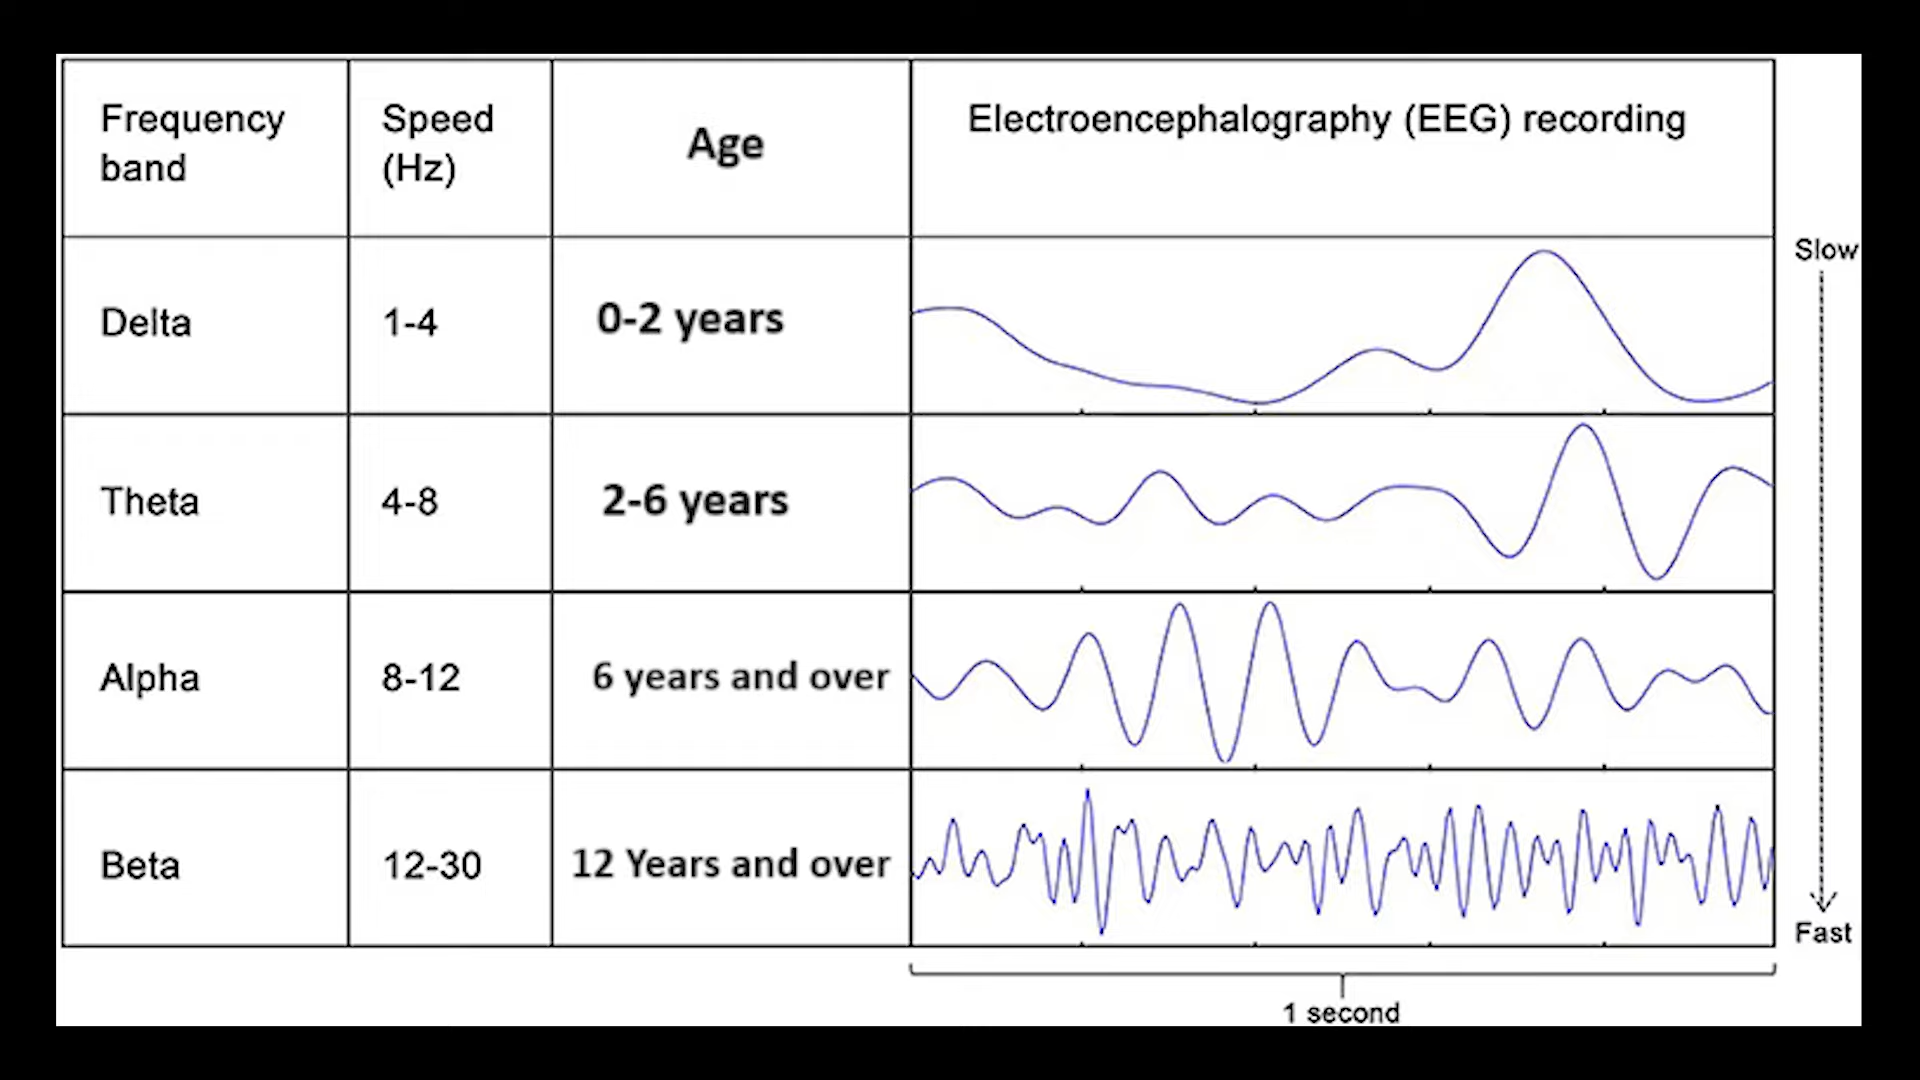 Frequency band
Speed (Hz)
Age
Electroencephalography (EEG) recording
Slow
Delta
1-4
0-2 years
Theta
4-8
2-6 years
Alpha
8-12
6 years and over
Beta
12-30
12 Years and over
Fast
1 second